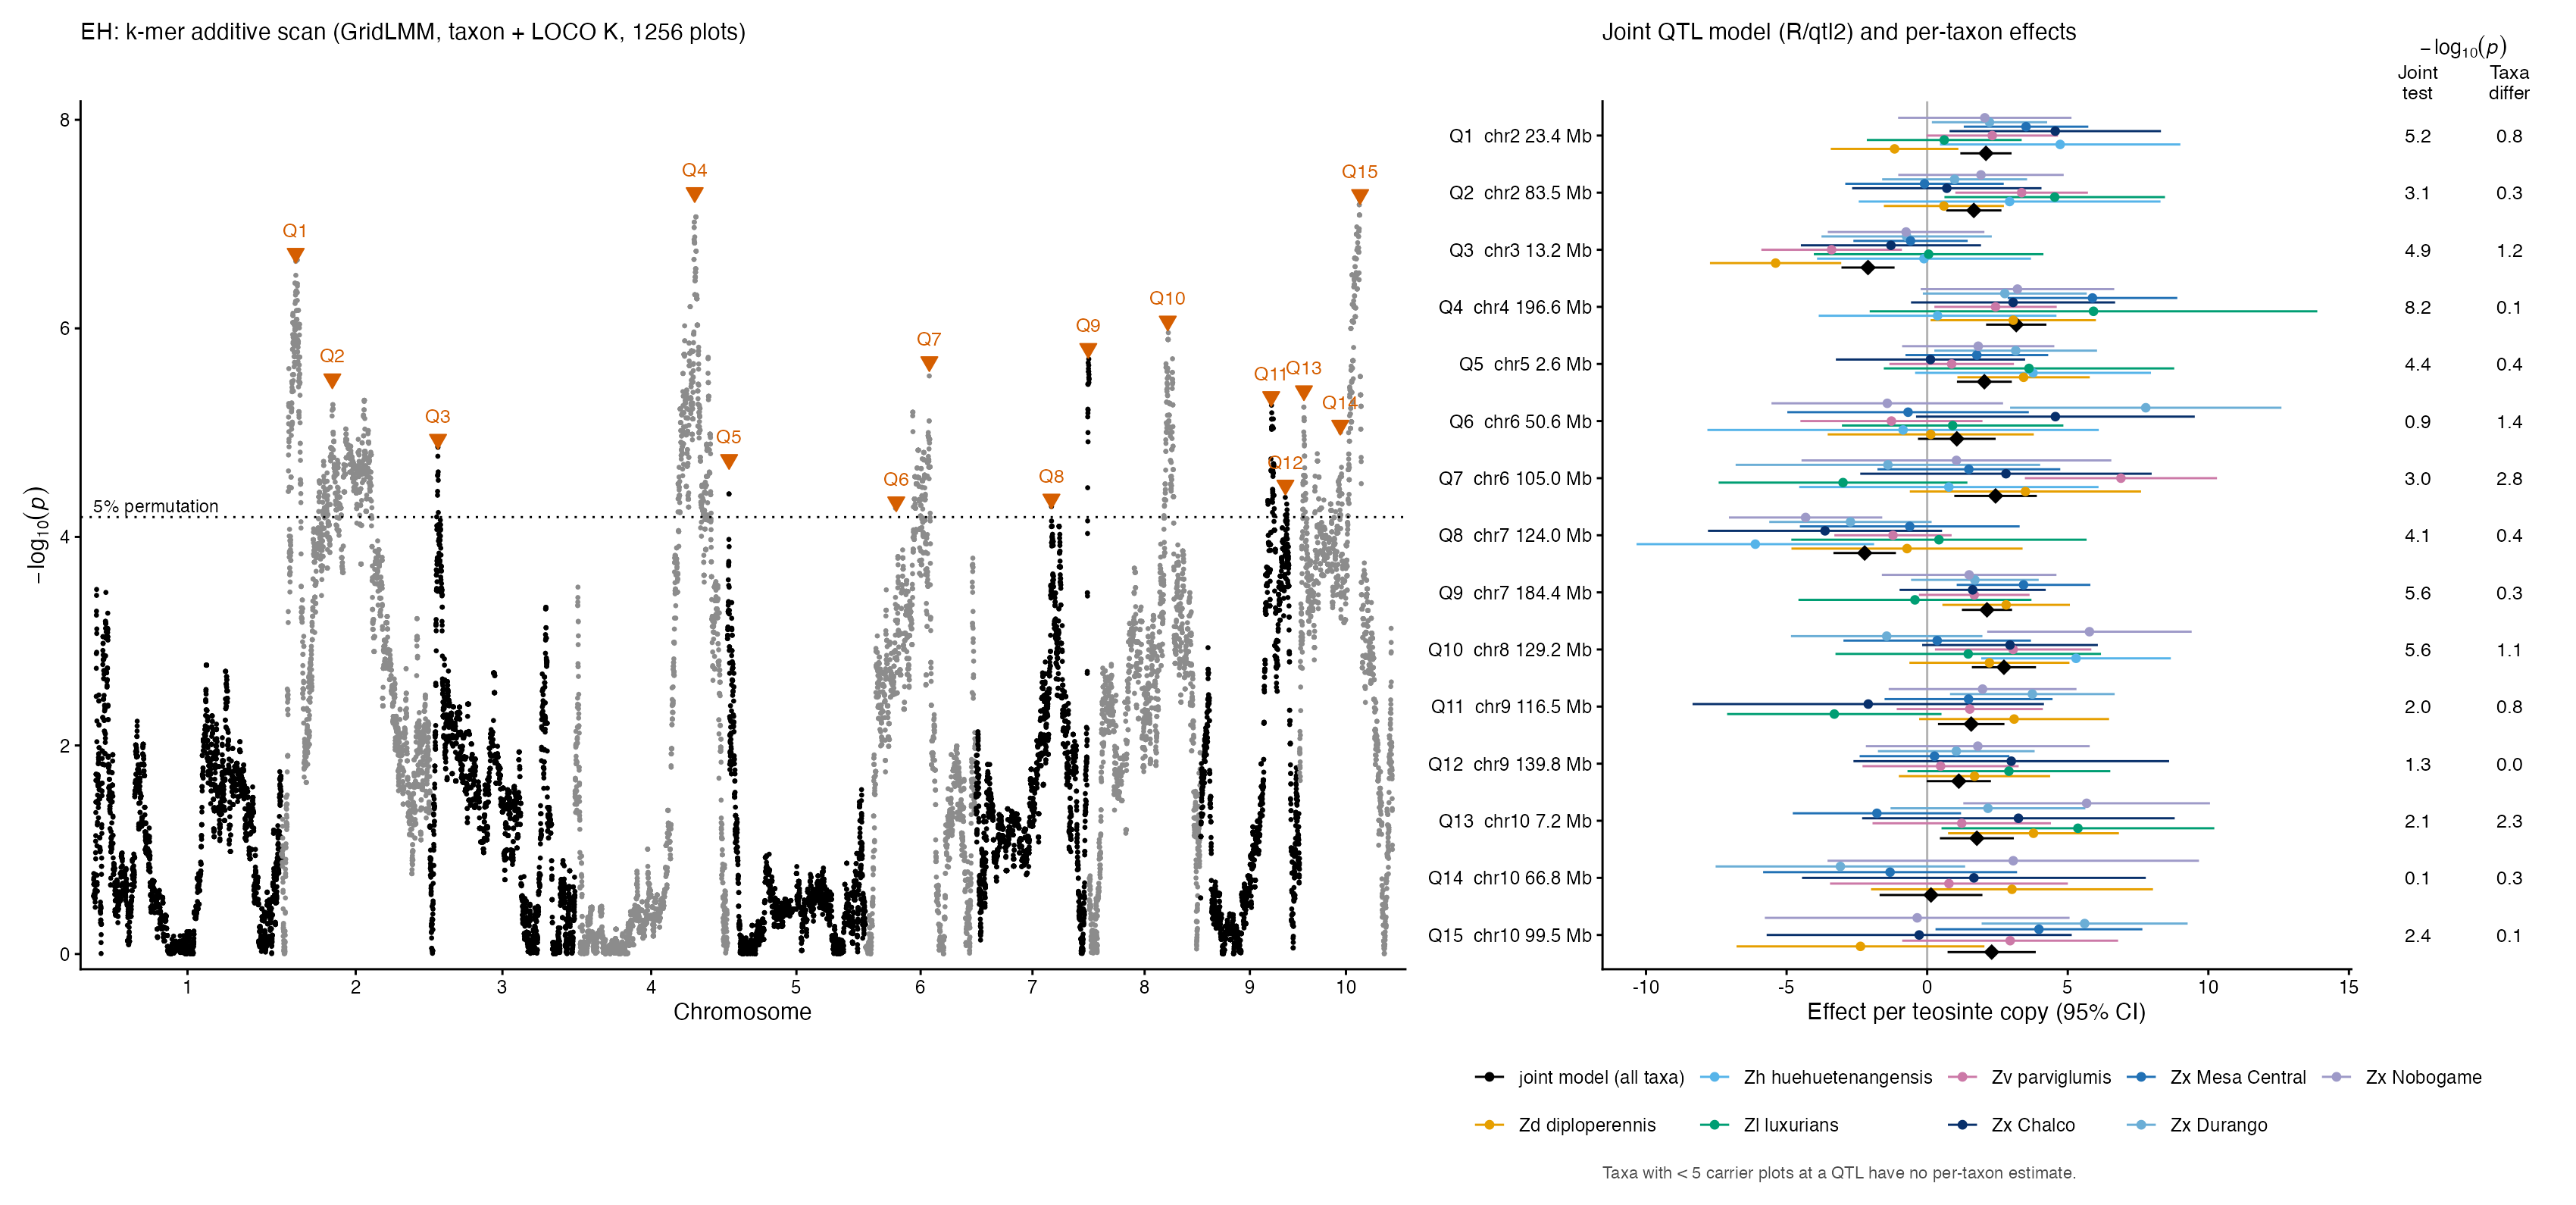 EH: k-mer additive scan (GridLMM, taxon + LOCO K, 1256 plots)
−log10(p)
8
6
4
2
0
5% permutation
Q1
Q2
Q3
Q4
Q5
Q6
Q7
Q8
Q9
Q10
Q11
Q12
Q13
Q14
Q15
1 2 3 4 5 6 7 8 9 10
Chromosome
Joint QTL model (R/qtl2) and per-taxon effects
−log10(p)
Joint test
Taxa differ
Q1 chr2 23.4 Mb 5.2 0.8
Q2 chr2 83.5 Mb 3.1 0.3
Q3 chr3 13.2 Mb 4.9 1.2
Q4 chr4 196.6 Mb 8.2 0.1
Q5 chr5 2.6 Mb 4.4 0.4
Q6 chr6 50.6 Mb 0.9 1.4
Q7 chr6 105.0 Mb 3.0 2.8
Q8 chr7 124.0 Mb 4.1 0.4
Q9 chr7 184.4 Mb 5.6 0.3
Q10 chr8 129.2 Mb 5.6 1.1
Q11 chr9 116.5 Mb 2.0 0.8
Q12 chr9 139.8 Mb 1.3 0.0
Q13 chr10 7.2 Mb 2.1 2.3
Q14 chr10 66.8 Mb 0.1 0.3
Q15 chr10 99.5 Mb 2.4 0.1
-10 -5 0 5 10 15
Effect per teosinte copy (95% CI)
joint model (all taxa) Zh huehuetenangensis Zv parviglumis Zx Mesa Central Zx Nobogame
Zd diploperennis Zl luxurians Zx Chalco Zx Durango
Taxa with < 5 carrier plots at a QTL have no per-taxon estimate.